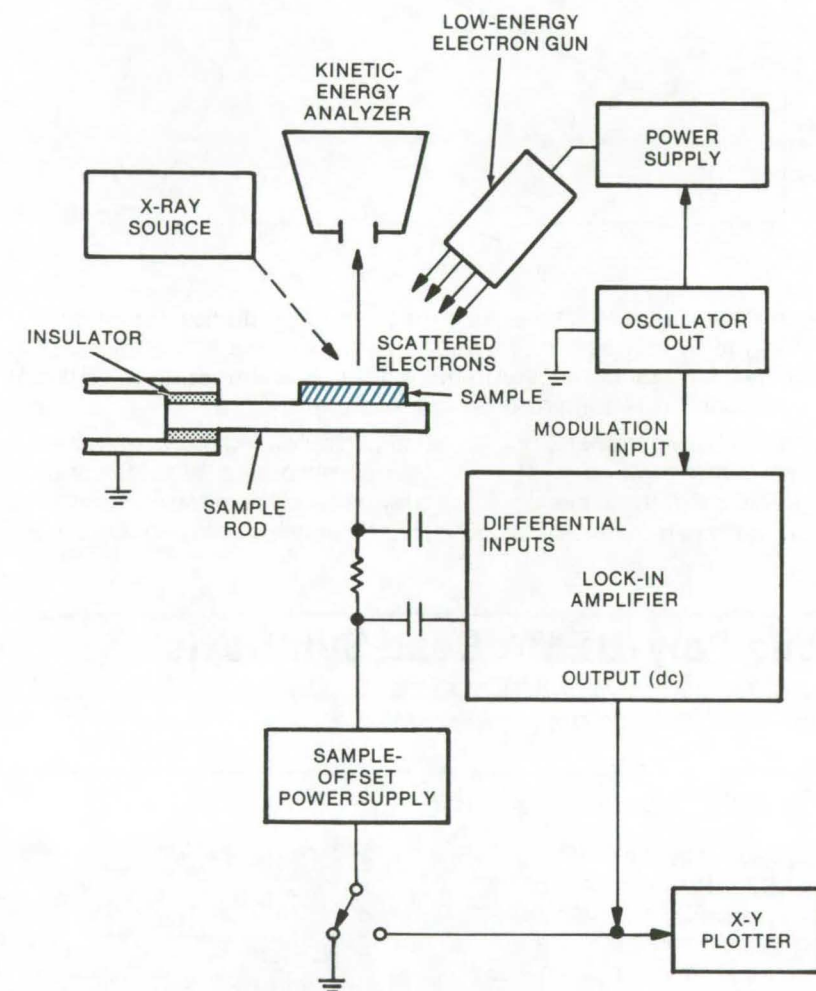 LOW-ENERGY
ELECTRON GUN
KINETIC-
ENERGY
ANALYZER
POWER
SUPPLY
X-RAY
SOURCE
OSCILLATOR
OUT
INSULATOR
SCATTERED
ELECTRONS
SAMPLE
MODULATION
INPUT
SAMPLE
ROD
DIFFERENTIAL
INPUTS
LOCK-IN
AMPLIFIER
OUTPUT (dc)
SAMPLE-
OFFSET
POWER SUPPLY
X-Y
PLOTTER